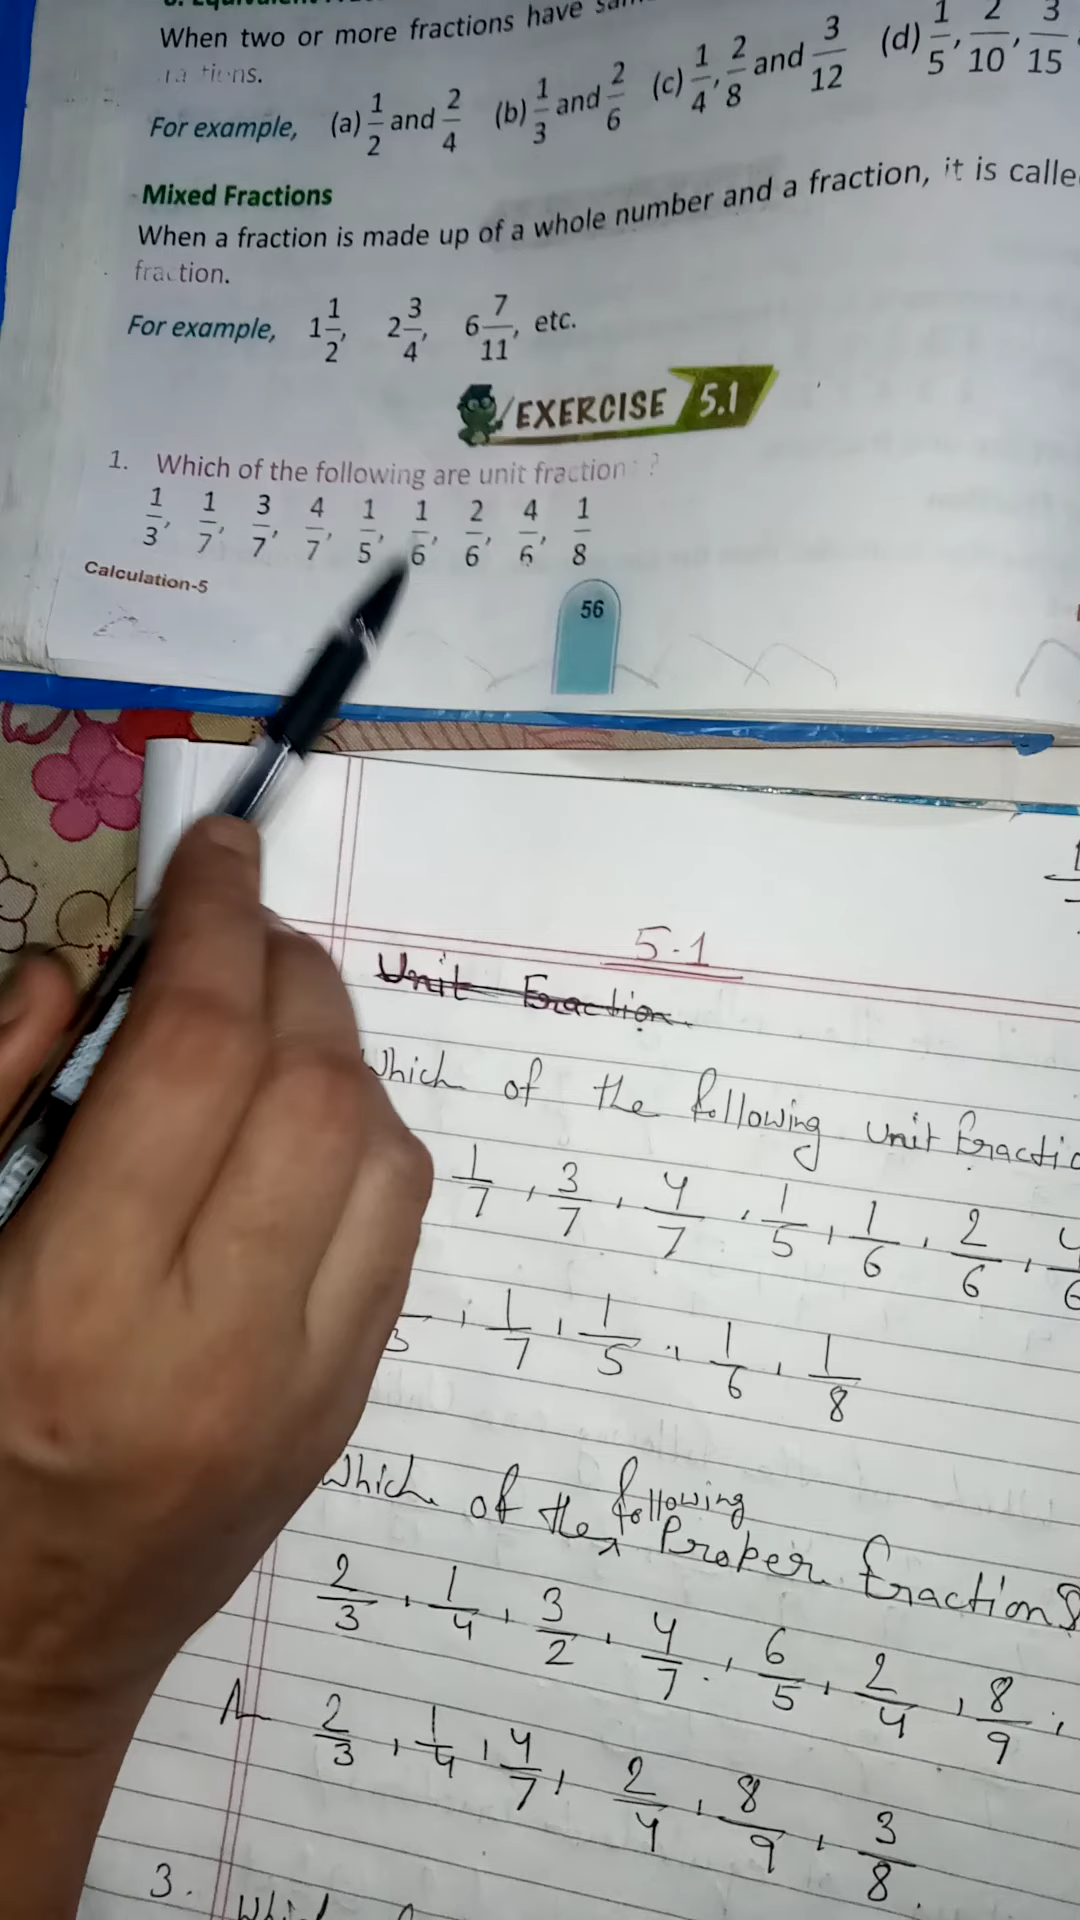 When two or more fractions have
For example, (a) 1/2 and 2/4 (b) 1/3 and 2/6 (c) 1/4, 2/8 and 3/12 (d) 1/5, 2/10, 3/15
Mixed Fractions
When a fraction is made up of a whole number and a fraction, it is calle
fraction.
For example, 1 1/2, 2 3/4, 6 7/11, etc.
EXERCISE 5.1
1. Which of the following are unit fraction ?
1/3, 1/7, 3/7, 4/7, 1/5, 1/6, 2/6, 4/6, 1/8
Calculation-5
56
5.1
Unit Fraction.
Which of the following unit fractio
1/7, 3/7, 4/7, 1/5, 1/6, 2/6, 4/6
3, 1/7, 1/5, 1/6, 1/8
Which of the following Proper fractions
2/3, 1/4, 3/2, 4/7, 6/5, 2/4, 8/9,
2/3, 1/4, 4/7, 2/4, 8/9, 3/8.
3. Whi